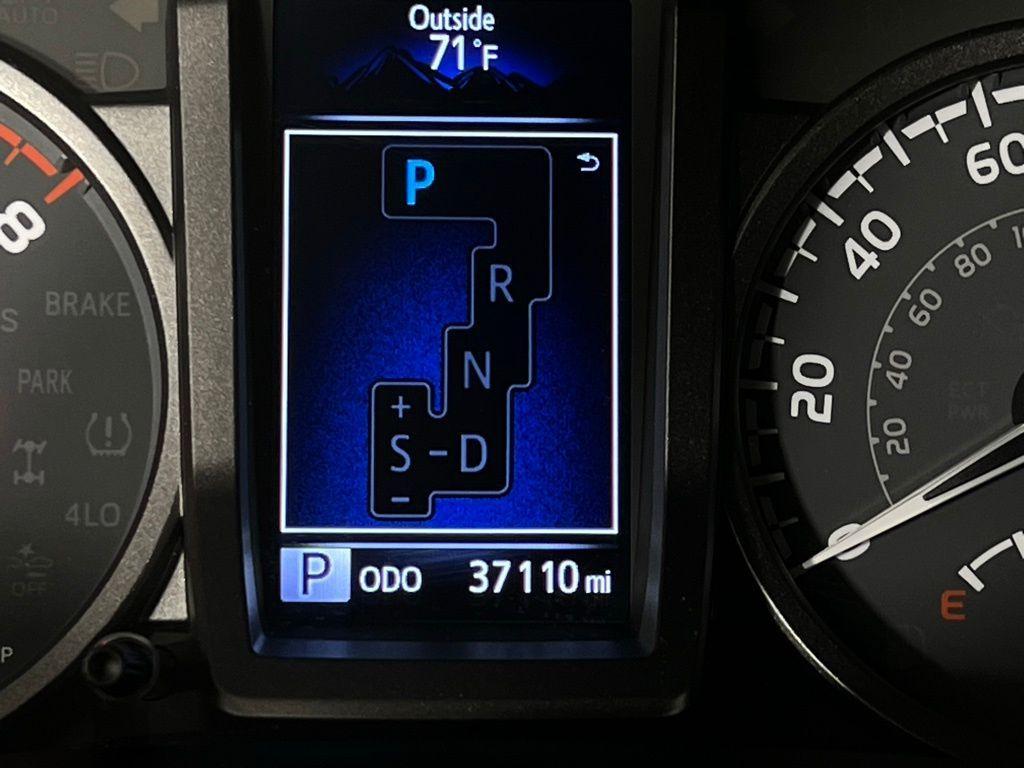 AUTO
Outside
71°F
P
R
N
+
S - D
-
P ODO 37110 mi
8
BRAKE
PARK
4LO
OFF
P
20
40
60
20
40
60
80
ECT
PWR
0
E